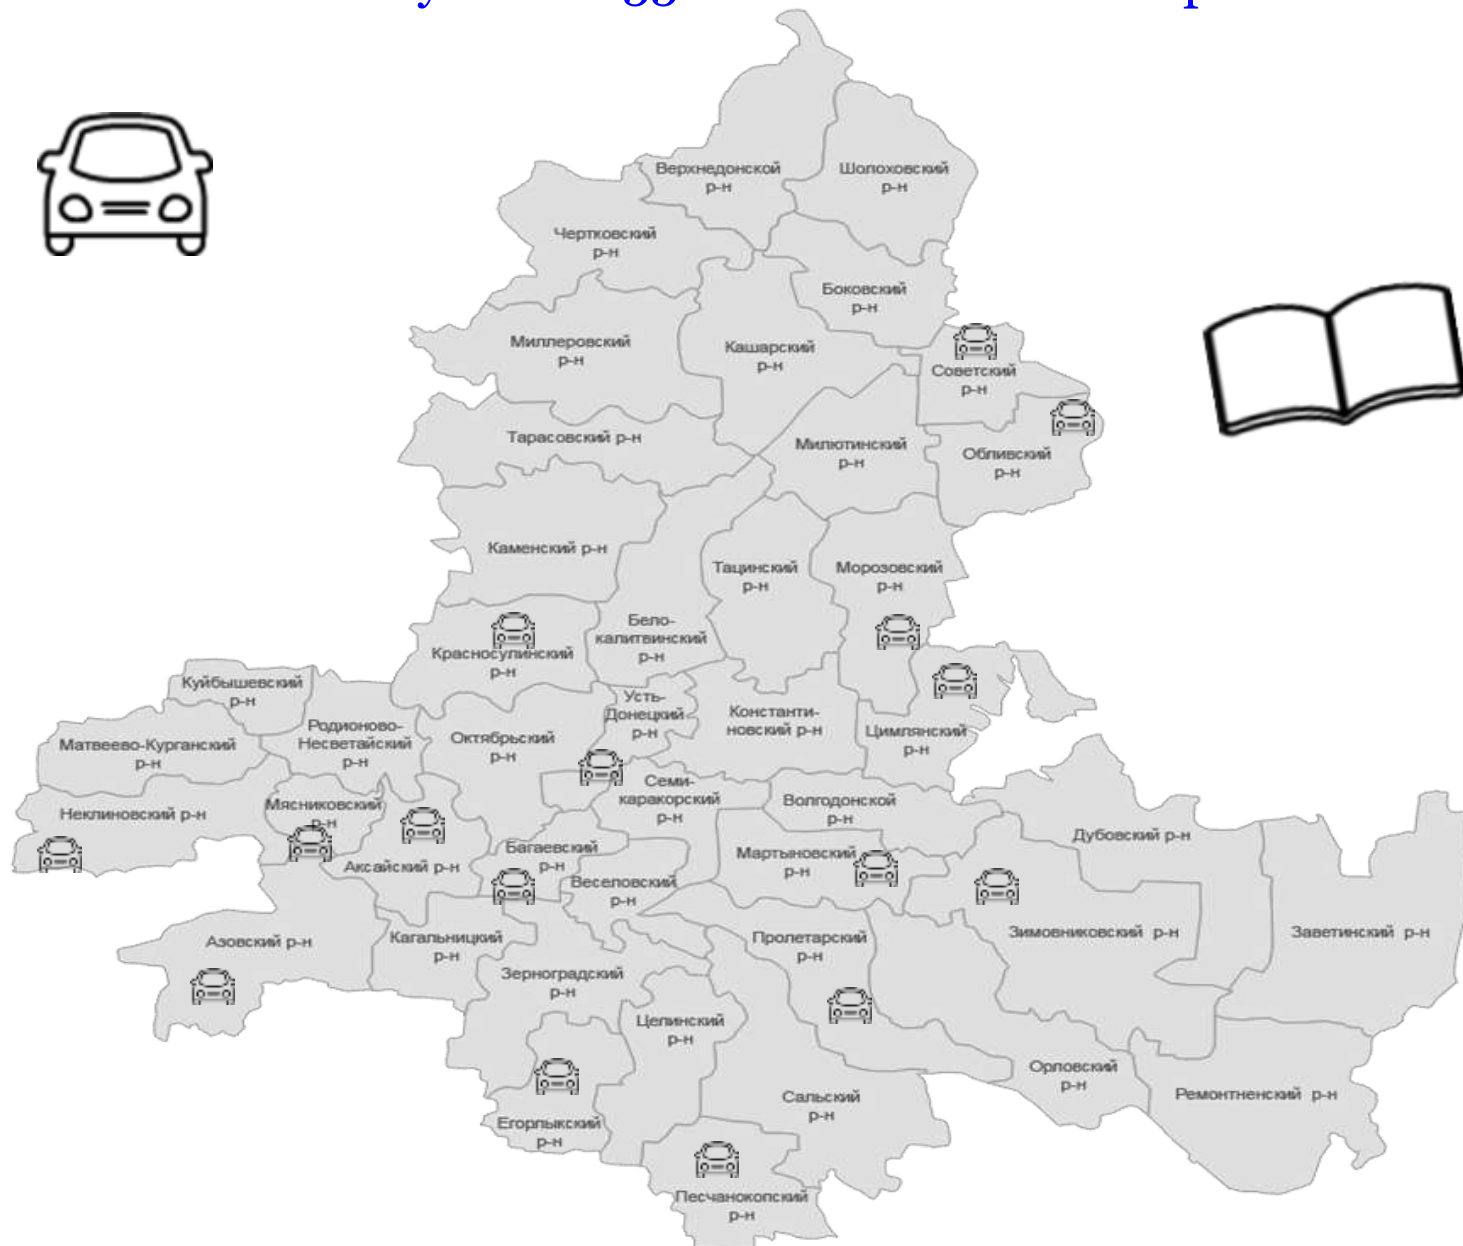 Верхнедонской
р-н
Шолоховский
р-н
Чертковский
р-н
Боковский
р-н
Миллеровский
р-н
Кашарский
р-н
Советский
р-н
Тарасовский р-н
Милютинский
р-н
Обливский
р-н
Каменский р-н
Тацинский
р-н
Морозовский
р-н
Бело-
калитвинский
р-н
Красносулинский
р-н
Куйбышевский
р-н
Усть-
Донецкий
р-н
Родионово-
Несветайский
р-н
Константи-
новский р-н
Матвеево-Курганский
р-н
Октябрьский
р-н
Цимлянский
р-н
Семи-
каракорский
р-н
Неклиновский р-н
Мясниковский
р-н
Волгодонской
р-н
Дубовский р-н
Аксайский р-н
Багаевский
р-н
Мартыновский
р-н
Веселовский
р-н
Азовский р-н
Кагальницкий
р-н
Пролетарский
р-н
Зимовниковский р-н
Заветинский р-н
Зерноградский
р-н
Целинский
р-н
Орловский
р-н
Сальский
р-н
Ремонтненский р-н
Егорлыкский
р-н
Песчанокопский
р-н